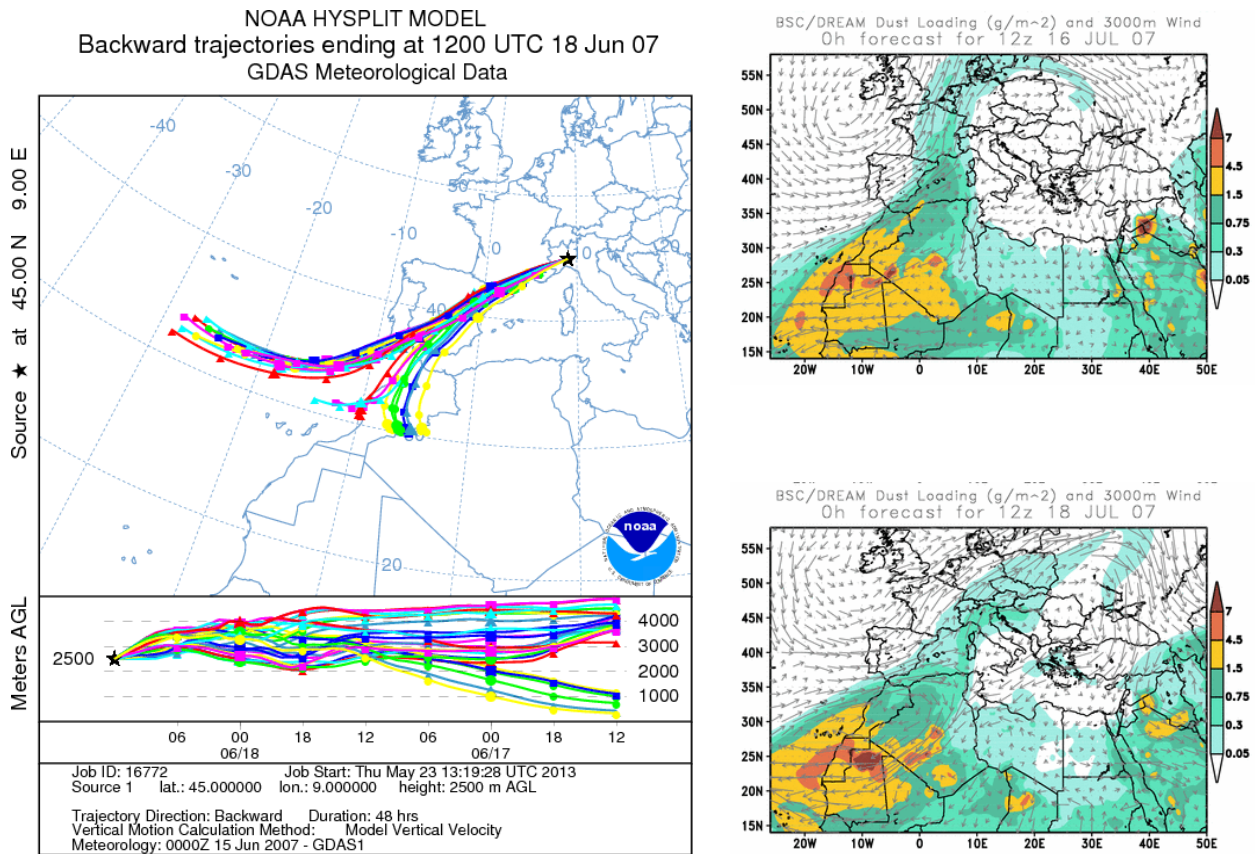 NOAA HYSPLIT MODEL
Backward trajectories ending at 1200 UTC 18 Jun 07
GDAS Meteorological Data
Source ★ at 45.00 N 9.00 E
-40
-30
-20
-10
0
50
40
20
noaa
Meters AGL
2500
4000
3000
2000
1000
06 00 18 12 06 00 18 12
06/18 06/17
Job ID: 16772 Job Start: Thu May 23 13:19:28 UTC 2013
Source 1 lat.: 45.000000 lon.: 9.000000 height: 2500 m AGL
Trajectory Direction: Backward Duration: 48 hrs
Vertical Motion Calculation Method: Model Vertical Velocity
Meteorology: 0000Z 15 Jun 2007 - GDAS1
BSC/DREAM Dust Loading (g/m^2) and 3000m Wind
0h forecast for 12z 16 JUL 07
55N
50N
45N
40N
35N
30N
25N
20N
15N
20W 10W 0 10E 20E 30E 40E 50E
7
4.5
1.5
0.75
0.3
0.05
BSC/DREAM Dust Loading (g/m^2) and 3000m Wind
0h forecast for 12z 18 JUL 07
55N
50N
45N
40N
35N
30N
25N
20N
15N
20W 10W 0 10E 20E 30E 40E 50E
7
4.5
1.5
0.75
0.3
0.05